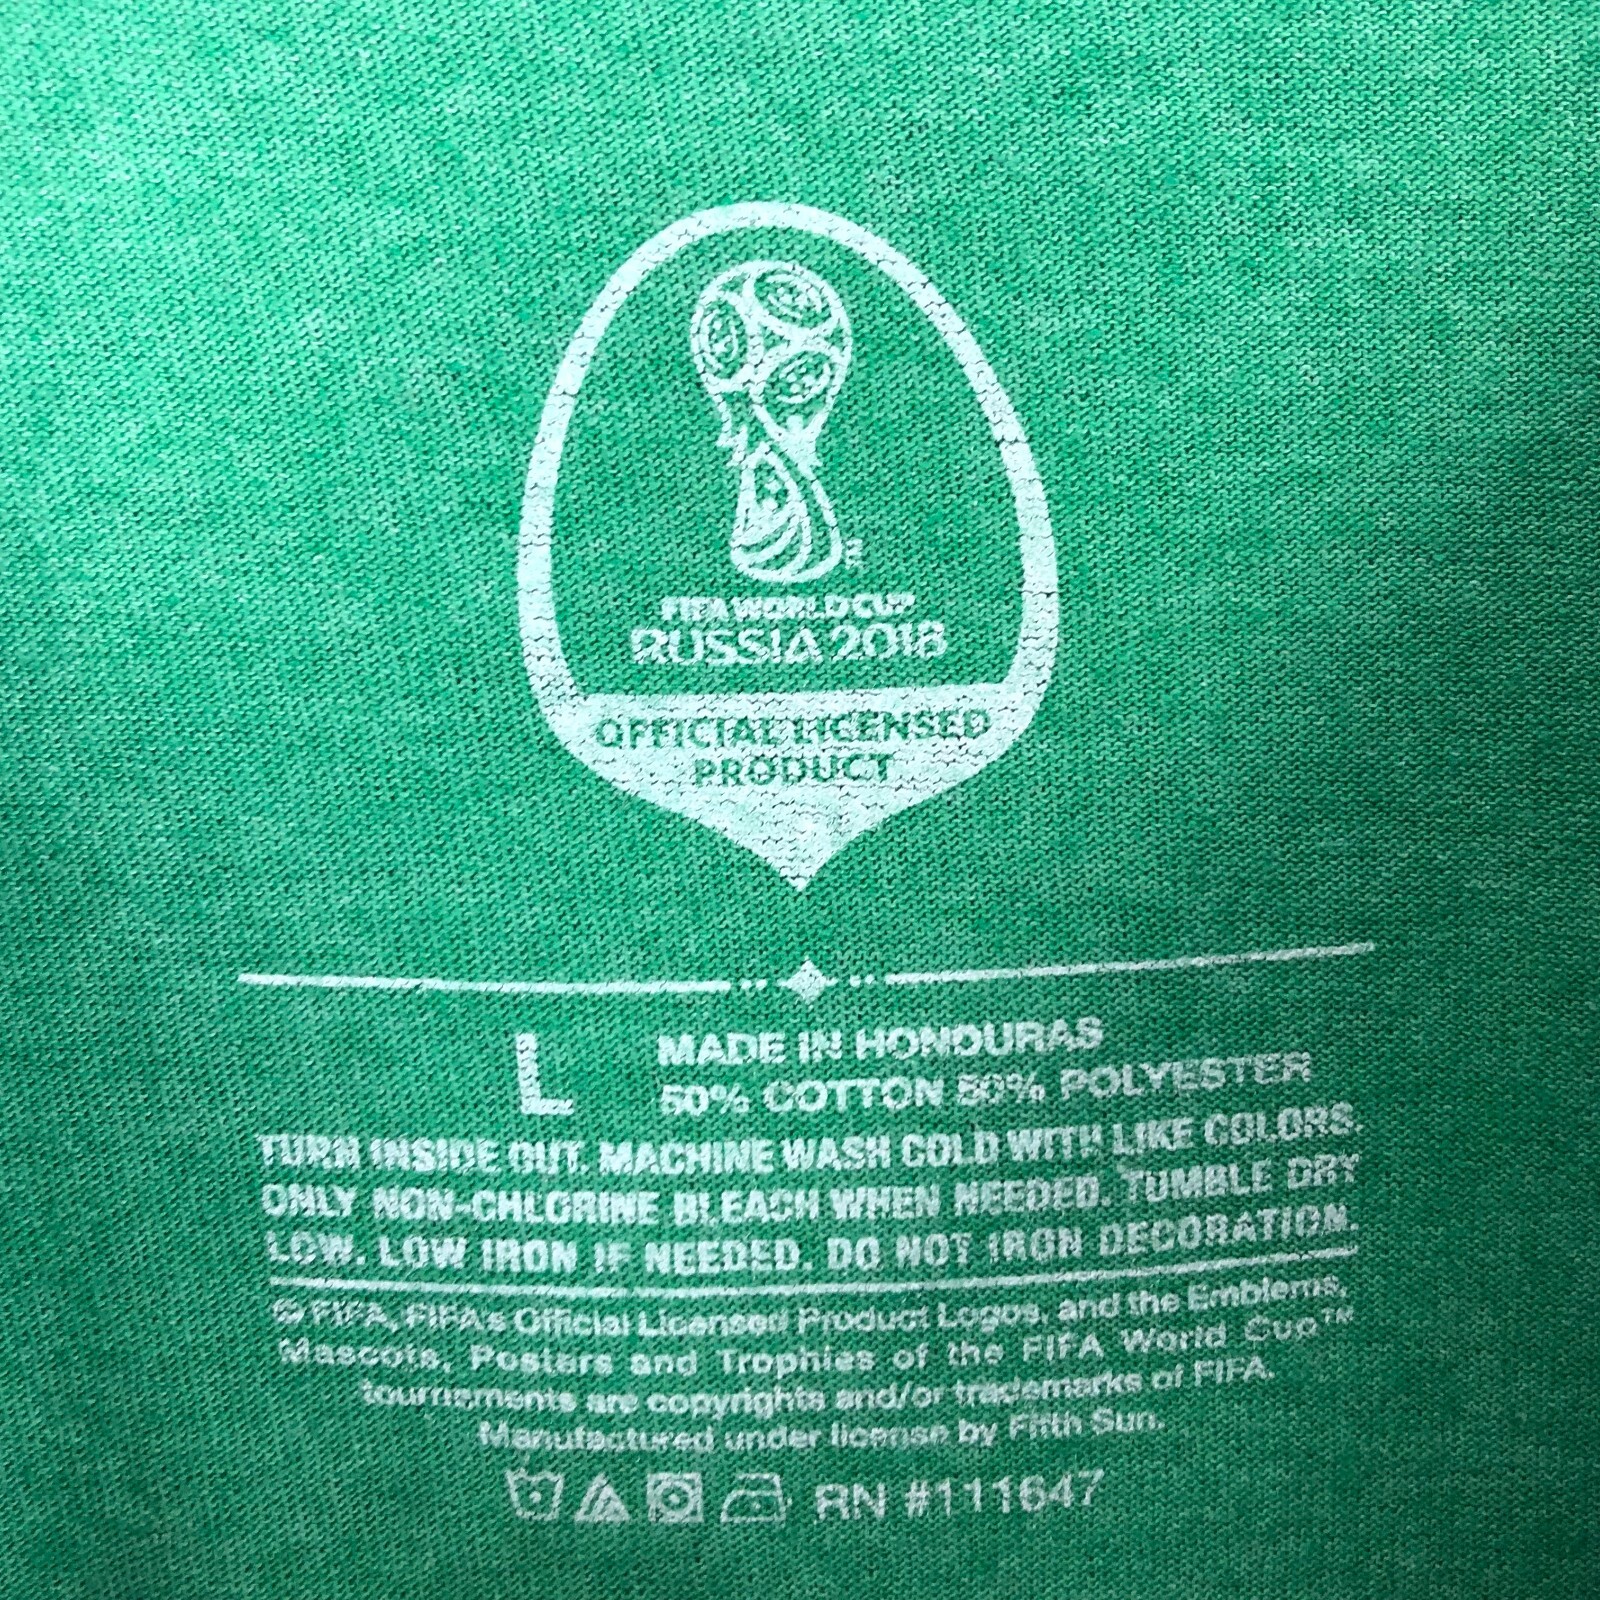 FIFA WORLD CUP
RUSSIA 2018
OFFICIAL LICENSED
PRODUCT
L
MADE IN HONDURAS
50% COTTON 50% POLYESTER
TURN INSIDE OUT. MACHINE WASH COLD WITH LIKE COLORS.
ONLY NON-CHLORINE BLEACH WHEN NEEDED. TUMBLE DRY
LOW. LOW IRON IF NEEDED. DO NOT IRON DECORATION.
© FIFA, FIFA's Official Licensed Product Logos, and the Emblems,
Mascots, Posters and Trophies of the FIFA World Cup™
tournaments are copyrights and/or trademarks of FIFA.
Manufactured under license by Fifth Sun.
RN #111647